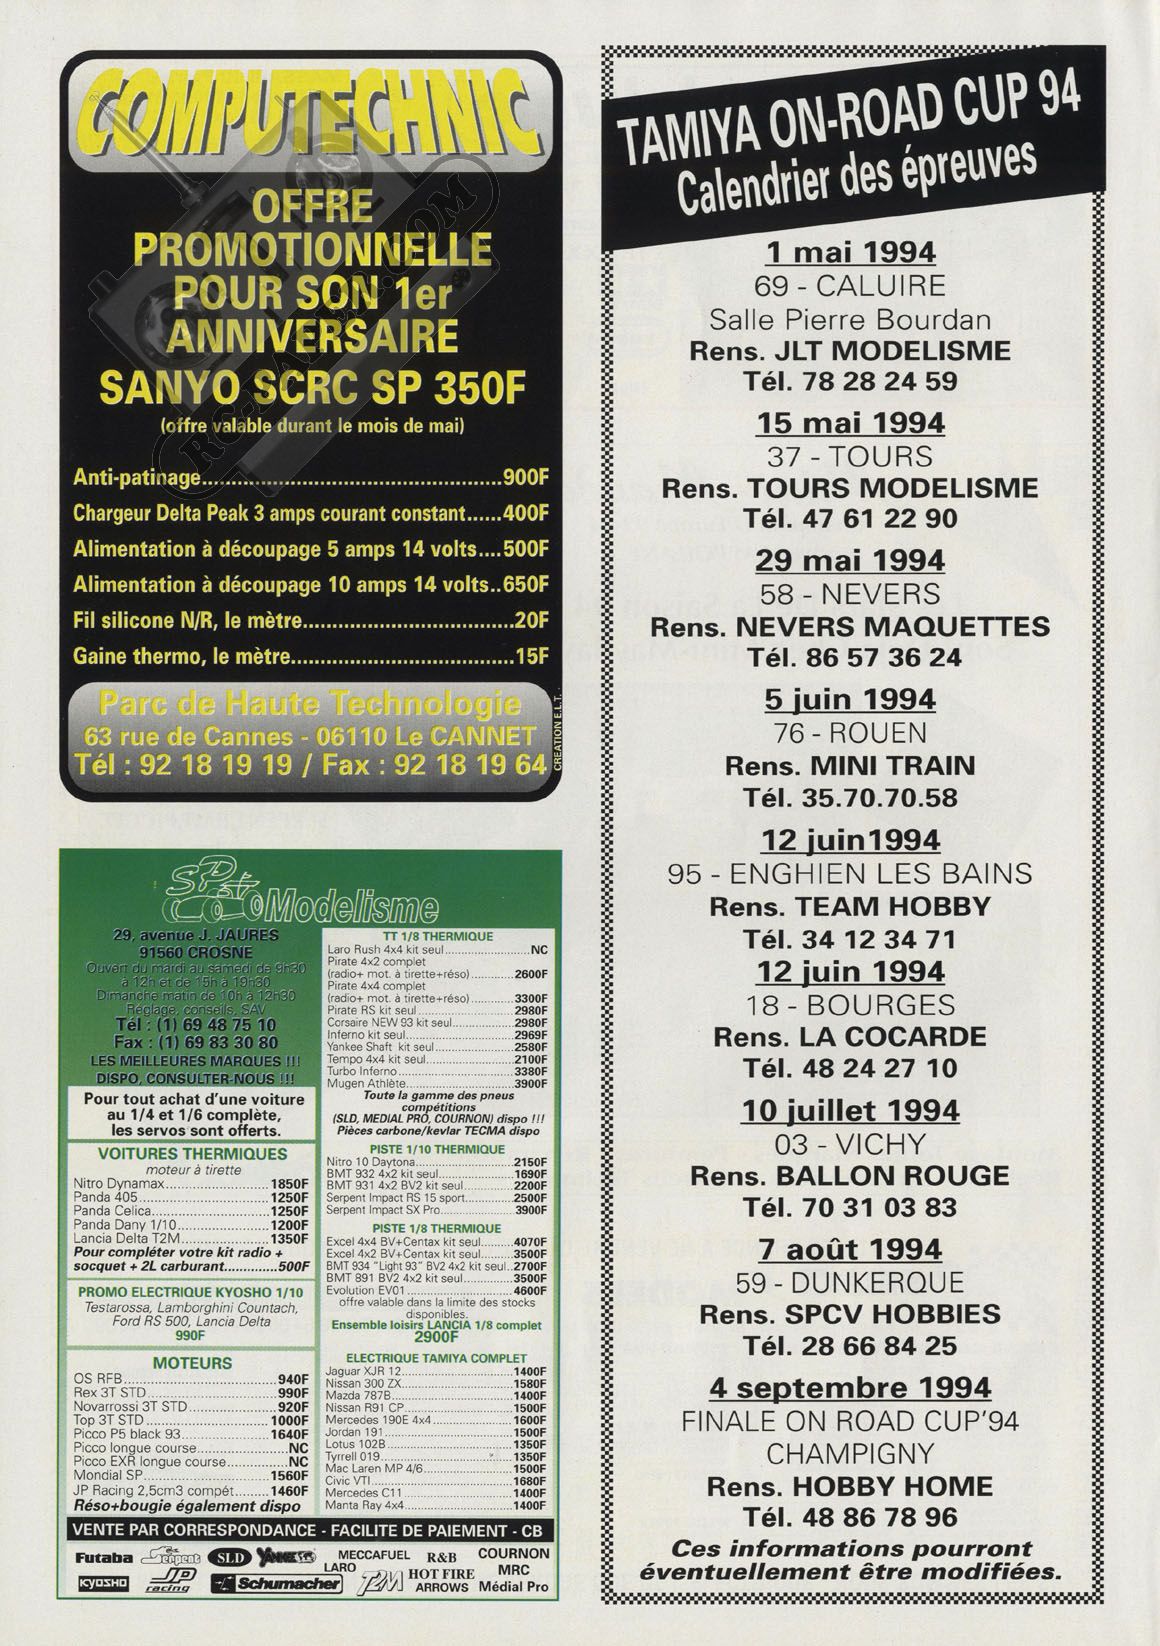 COMPUTECHNIC
OFFRE
PROMOTIONNELLE
POUR SON 1er
ANNIVERSAIRE
SANYO SCRC SP 350F
(offre valable durant le mois de mai)
Anti-patinage..................................................900F
Chargeur Delta Peak 3 amps courant constant......400F
Alimentation à découpage 5 amps 14 volts....500F
Alimentation à découpage 10 amps 14 volts..650F
Fil silicone N/R, le mètre...................................20F
Gaine thermo, le mètre.....................................15F
Parc de Haute Technologie
63 rue de Cannes - 06110 Le CANNET
Tél : 92 18 19 19 / Fax : 92 18 19 64
CREATION E.L.T.
SPt Modelisme
29, avenue J. JAURES
91560 CROSNE
Ouvert du mardi au samedi de 9h30
à 12h et de 15h à 19h30
Dimanche matin de 10h à 12h30
Réglage, conseils, SAV
Tél : (1) 69 48 75 10
Fax : (1) 69 83 30 80
LES MEILLEURES MARQUES !!!
DISPO, CONSULTER-NOUS !!!
Pour tout achat d'une voiture
au 1/4 et 1/6 complète,
les servos sont offerts.
VOITURES THERMIQUES
moteur à tirette
Nitro Dynamax................1850F
Panda 405....................1250F
Panda Celica.................1250F
Panda Dany 1/10..............1200F
Lancia Delta T2M.............1350F
Pour compléter votre kit radio +
socquet + 2L carburant.............500F
PROMO ELECTRIQUE KYOSHO 1/10
Testarossa, Lamborghini Countach,
Ford RS 500, Lancia Delta
990F
MOTEURS
OS RFB.......................940F
Rex 3T STD...................990F
Novarrossi 3T STD............920F
Top 3T STD...................1000F
Picco P5 black 93............1640F
Picco longue course..........NC
Picco EXR longue course......NC
Mondial SP...................1560F
JP Racing 2,5cm3 compét......1460F
Réso+bougie également dispo
TT 1/8 THERMIQUE
Laro Rush 4x4 kit seul...............NC
Pirate 4x2 complet
(radio+ mot. à tirette+réso)...........2600F
Pirate 4x4 complet
(radio+ mot. à tirette+réso)...........3300F
Pirate RS kit seul...................2980F
Corsaire NEW 93 kit seul.............2980F
Inferno kit seul.....................2969F
Yankee Shaft kit seul................2580F
Tempo 4x4 kit seul...................2100F
Turbo Inferno........................3380F
Mugen Athlète........................3900F
Toute la gamme des pneus
compétitions
(SLD, MEDIAL PRO, COURNON) dispo !!!
Pièces carbone/kevlar TECMA dispo
PISTE 1/10 THERMIQUE
Nitro 10 Daytona.....................2150F
BMT 932 4x2 kit seul.................1690F
BMT 931 4x2 BV2 kit seul.............2200F
Serpent Impact RS 15 sport...........2500F
Serpent Impact SX Pro................3900F
PISTE 1/8 THERMIQUE
Excel 4x4 BV+Centax kit seul.........4070F
Excel 4x2 BV+Centax kit seul.........3500F
BMT 934 "Light 93" BV2 4x2 kit seul..2700F
BMT 891 BV2 4x2 kit seul.............3500F
Evolution EV01.......................4600F
offre valable dans la limite des stocks
disponibles.
Ensemble loisirs LANCIA 1/8 complet
2900F
ELECTRIQUE TAMIYA COMPLET
Jaguar XJR 12........................1400F
Nissan 300 ZX........................1580F
Mazda 787B...........................1400F
Nissan R91 CP........................1500F
Mercedes 190E 4x4....................1600F
Jordan 191...........................1500F
Lotus 102B...........................1350F
Tyrrell 019..........................1350F
Mac Laren MP 4/6.....................1500F
Civic VTI............................1680F
Mercedes C11.........................1400F
Manta Ray 4x4........................1400F
VENTE PAR CORRESPONDANCE - FACILITE DE PAIEMENT - CB
Futaba Serpent SLD YANKEE MECCAFUEL R&B COURNON
LARO HOT FIRE MRC
KYOSHO JP racing Schumacher T2M ARROWS Médial Pro
TAMIYA ON-ROAD CUP 94
Calendrier des épreuves
1 mai 1994
69 - CALUIRE
Salle Pierre Bourdan
Rens. JLT MODELISME
Tél. 78 28 24 59
15 mai 1994
37 - TOURS
Rens. TOURS MODELISME
Tél. 47 61 22 90
29 mai 1994
58 - NEVERS
Rens. NEVERS MAQUETTES
Tél. 86 57 36 24
5 juin 1994
76 - ROUEN
Rens. MINI TRAIN
Tél. 35.70.70.58
12 juin1994
95 - ENGHIEN LES BAINS
Rens. TEAM HOBBY
Tél. 34 12 34 71
12 juin 1994
18 - BOURGES
Rens. LA COCARDE
Tél. 48 24 27 10
10 juillet 1994
03 - VICHY
Rens. BALLON ROUGE
Tél. 70 31 03 83
7 août 1994
59 - DUNKERQUE
Rens. SPCV HOBBIES
Tél. 28 66 84 25
4 septembre 1994
FINALE ON ROAD CUP'94
CHAMPIGNY
Rens. HOBBY HOME
Tél. 48 86 78 96
Ces informations pourront
éventuellement être modifiées.